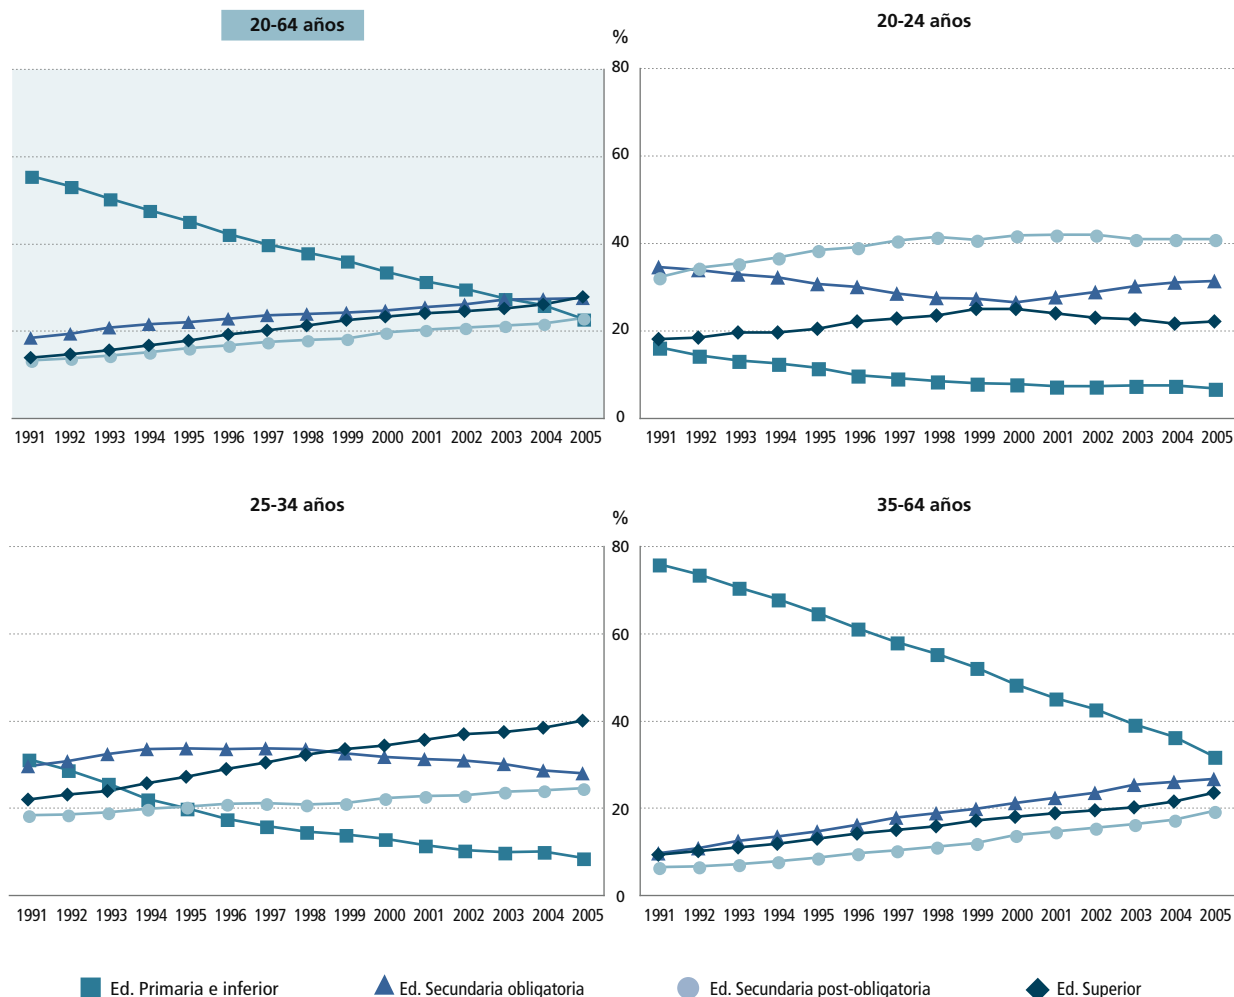 20-64 años
%
20-24 años
80
60
40
20
0
1991 1992 1993 1994 1995 1996 1997 1998 1999 2000 2001 2002 2003 2004 2005
1991 1992 1993 1994 1995 1996 1997 1998 1999 2000 2001 2002 2003 2004 2005
25-34 años
%
35-64 años
80
60
40
20
0
1991 1992 1993 1994 1995 1996 1997 1998 1999 2000 2001 2002 2003 2004 2005
1991 1992 1993 1994 1995 1996 1997 1998 1999 2000 2001 2002 2003 2004 2005
Ed. Primaria e inferior
Ed. Secundaria obligatoria
Ed. Secundaria post-obligatoria
Ed. Superior